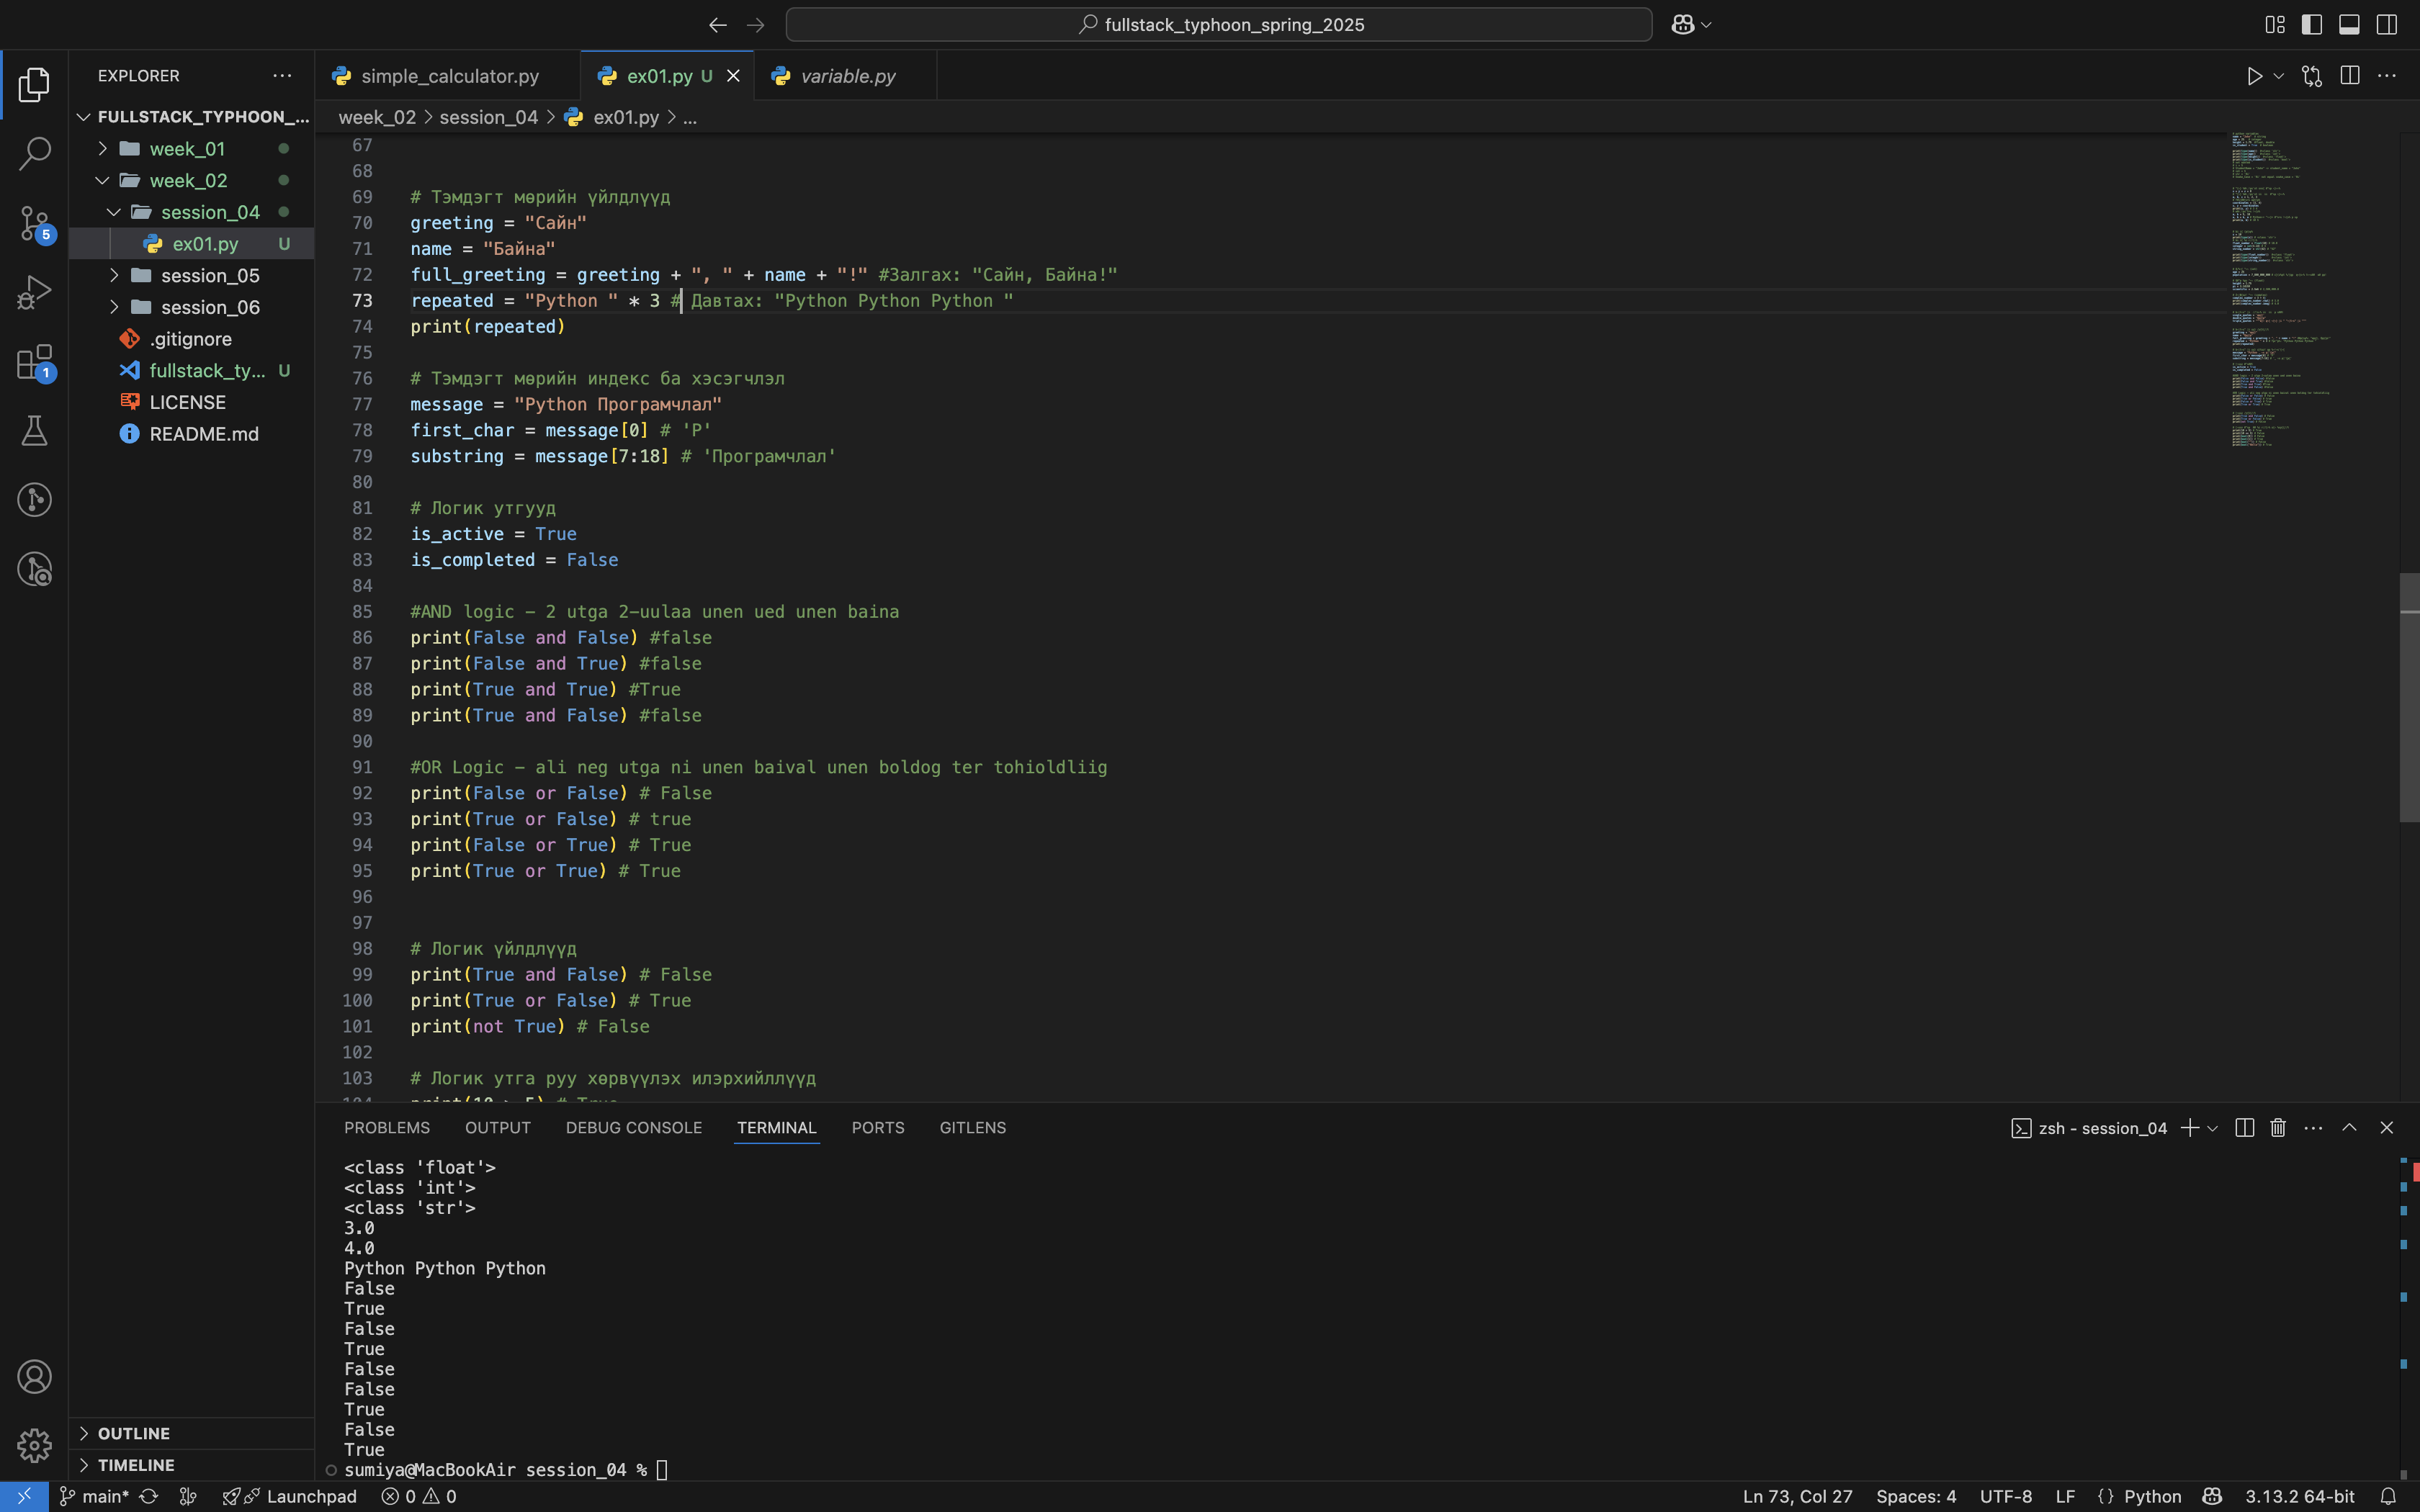 fullstack_typhoon_spring_2025
EXPLORER
simple_calculator.py
ex01.py U
variable.py
FULLSTACK_TYPHOON_...
week_02 > session_04 > ex01.py > ...
week_01
week_02
session_04
ex01.py U
session_05
session_06
.gitignore
fullstack_ty... U
LICENSE
README.md
5
1
OUTLINE
TIMELINE
67
68
69 # Тэмдэгт мөрийн үйлдлүүд
70 greeting = "Сайн"
71 name = "Байна"
72 full_greeting = greeting + ", " + name + "!" #Залгах: "Сайн, Байна!"
73 repeated = "Python " * 3 # Давтах: "Python Python Python "
74 print(repeated)
75
76 # Тэмдэгт мөрийн индекс ба хэсэгчлэл
77 message = "Python Програмчлал"
78 first_char = message[0] # 'P'
79 substring = message[7:18] # 'Програмчлал'
80
81 # Логик утгууд
82 is_active = True
83 is_completed = False
84
85 #AND logic - 2 utga 2-uulaa unen ued unen baina
86 print(False and False) #false
87 print(False and True) #false
88 print(True and True) #True
89 print(True and False) #false
90
91 #OR Logic - ali neg utga ni unen baival unen boldog ter tohioldliig
92 print(False or False) # False
93 print(True or False) # true
94 print(False or True) # True
95 print(True or True) # True
96
97
98 # Логик үйлдлүүд
99 print(True and False) # False
100 print(True or False) # True
101 print(not True) # False
102
103 # Логик утга руу хөрвүүлэх илэрхийллүүд
104 print(10 > 5) # True
PROBLEMS OUTPUT DEBUG CONSOLE TERMINAL PORTS GITLENS
zsh - session_04
<class 'float'>
<class 'int'>
<class 'str'>
3.0
4.0
Python Python Python
False
True
False
True
False
False
True
False
True
sumiya@MacBookAir session_04 %
main* Launchpad 0 0
Ln 73, Col 27 Spaces: 4 UTF-8 LF {} Python 3.13.2 64-bit